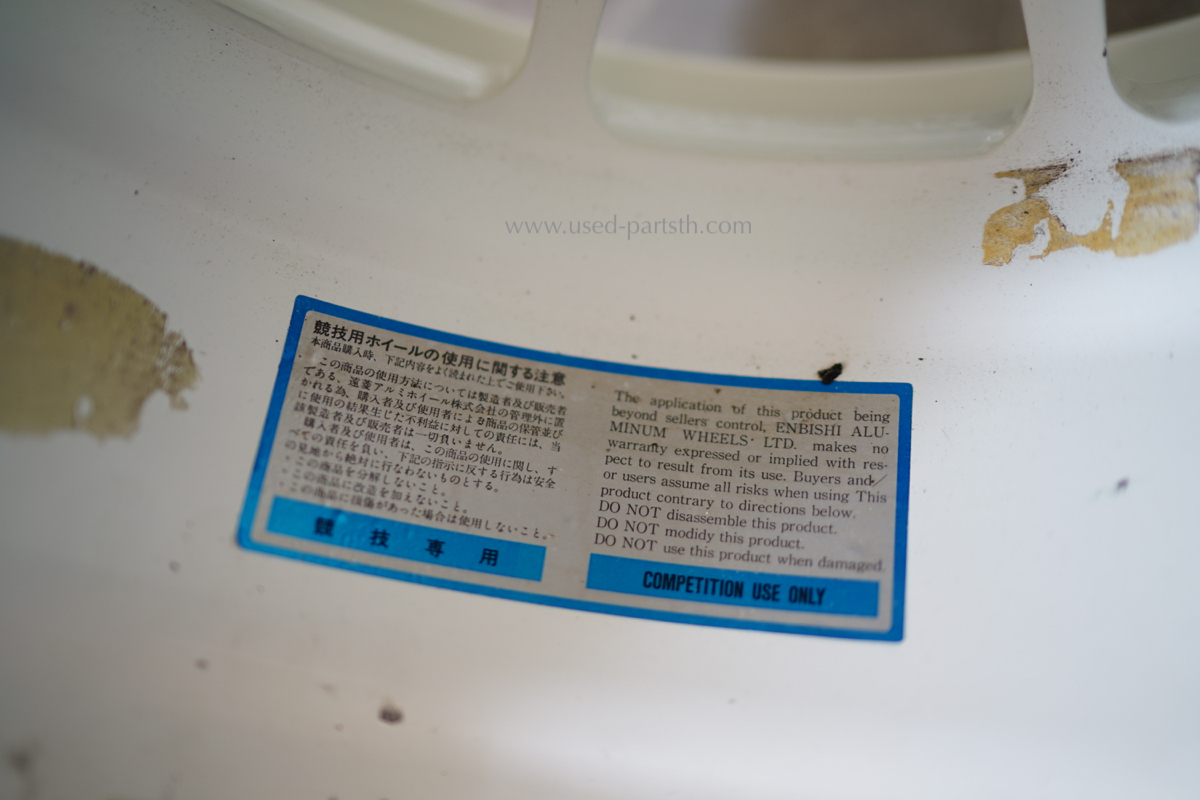 www.used-partsth.com
競技用ホイールの使用に関する注意
本商品購入時、下記内容をよく読まれた上でご使用下さい。
この商品の使用方法については製造者及び販売者
である、遠菱アルミホイール株式会社の管理外に置
かれる為、購入者及び使用者による商品の保管並び
に使用の結果生じた不利益に対しての責任には、当
該製造者及び販売者は一切負いません。
購入者及び使用者は、この商品の使用に関し、す
べての責任を負い、下記の指示に反する行為は安全
の見地から絶対に行なわないものとする。
・この商品を分解しないこと。
・この商品に改造を加えないこと。
・この商品に損傷があった場合は使用しないこと。
競技専用
The application of this product being
beyond sellers control, ENBISHI ALU-
MINUM WHEELS· LTD. makes no
warranty expressed or implied with res-
pect to result from its use. Buyers and/
or users assume all risks when using This
product contrary to directions below.
DO NOT disassemble this product.
DO NOT modidy this product.
DO NOT use this product when damaged.
COMPETITION USE ONLY